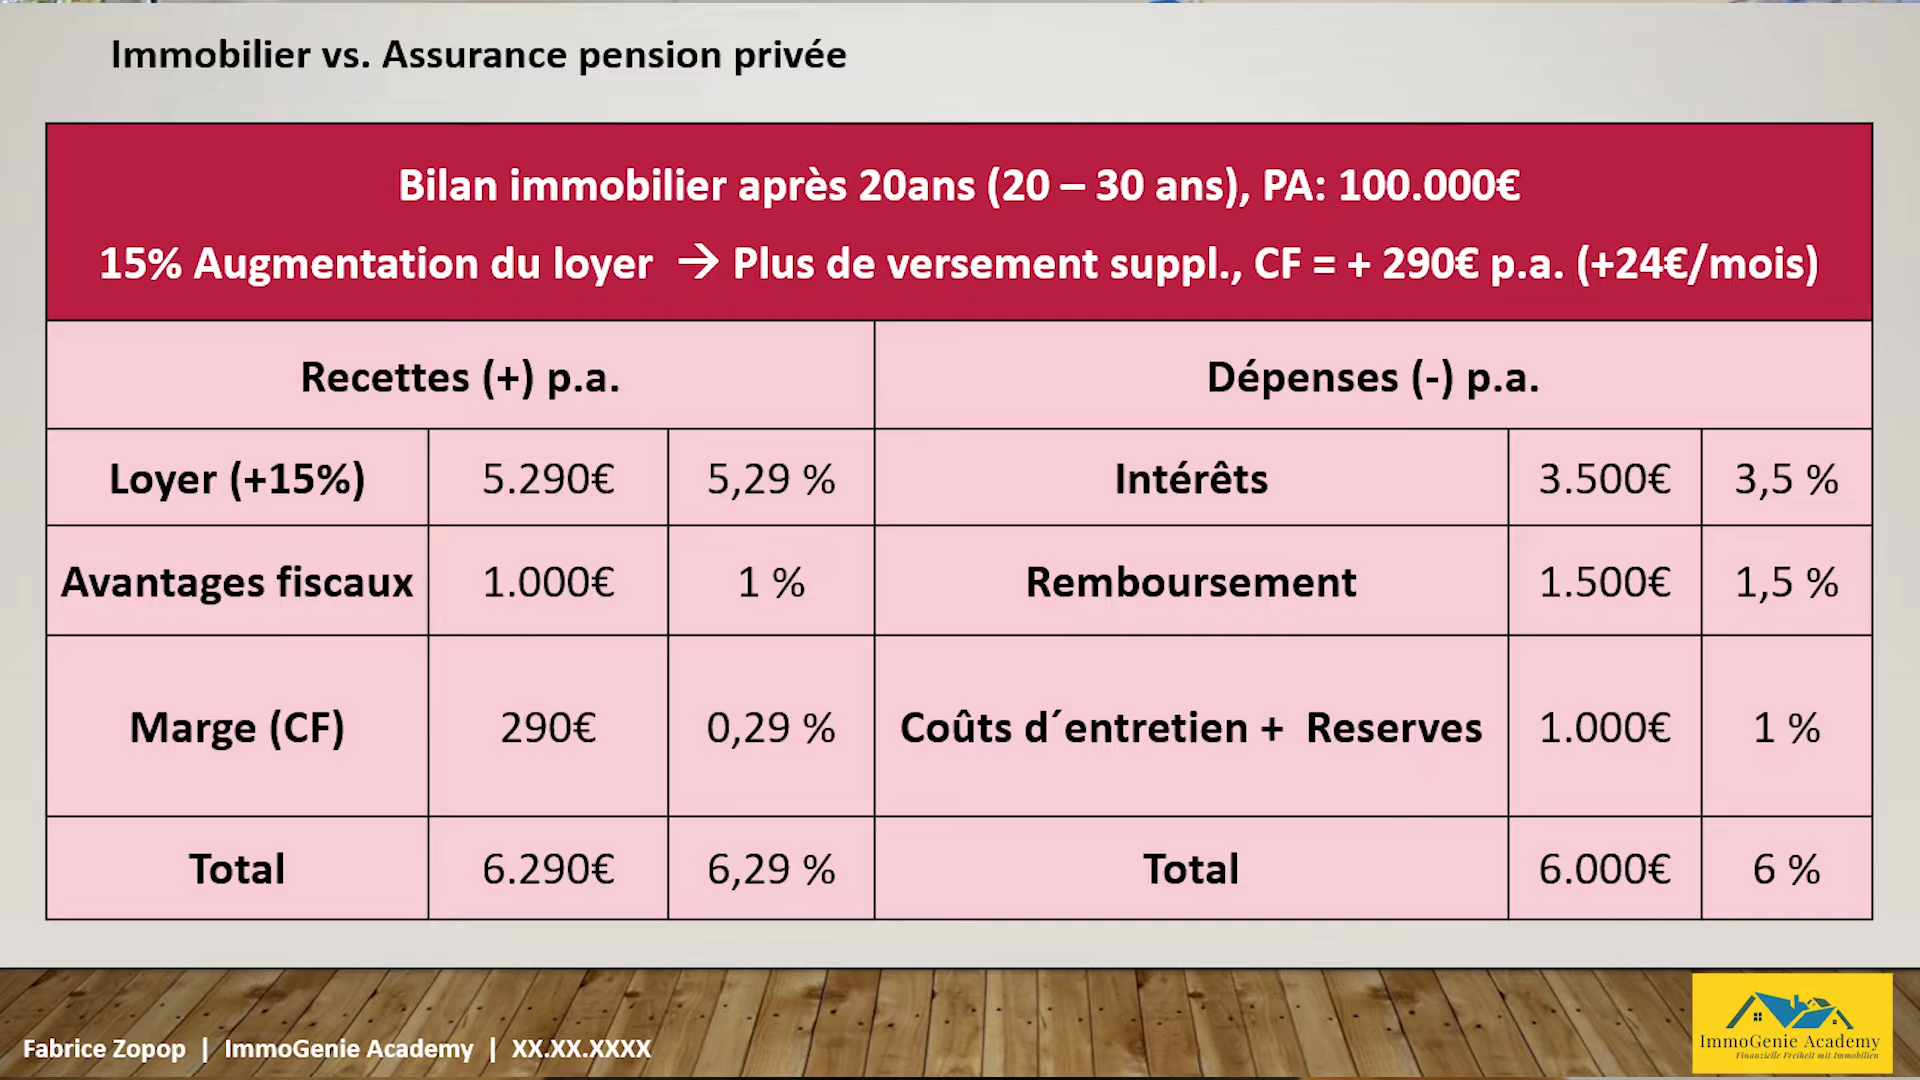 Immobilier vs. Assurance pension privée
Bilan immobilier après 20ans (20 – 30 ans), PA: 100.000€
15% Augmentation du loyer → Plus de versement suppl., CF = + 290€ p.a. (+24€/mois)
Recettes (+) p.a. Dépenses (-) p.a.
Loyer (+15%) 5.290€ 5,29 % Intérêts 3.500€ 3,5 %
Avantages fiscaux 1.000€ 1 % Remboursement 1.500€ 1,5 %
Marge (CF) 290€ 0,29 % Coûts d´entretien + Reserves 1.000€ 1 %
Total 6.290€ 6,29 % Total 6.000€ 6 %
Fabrice Zopop | ImmoGenie Academy | XX.XX.XXXX
ImmoGenie Academy
Finanzielle Freiheit mit Immobilien